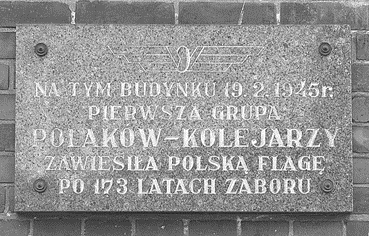 NA TYM BUDYNKU 19.2.1945r.
PIERWSZA GRUPA
POLAKÓW-KOLEJARZY
ZAWIESIŁA POLSKĄ FLAGĘ
PO 173 LATACH ZABORU